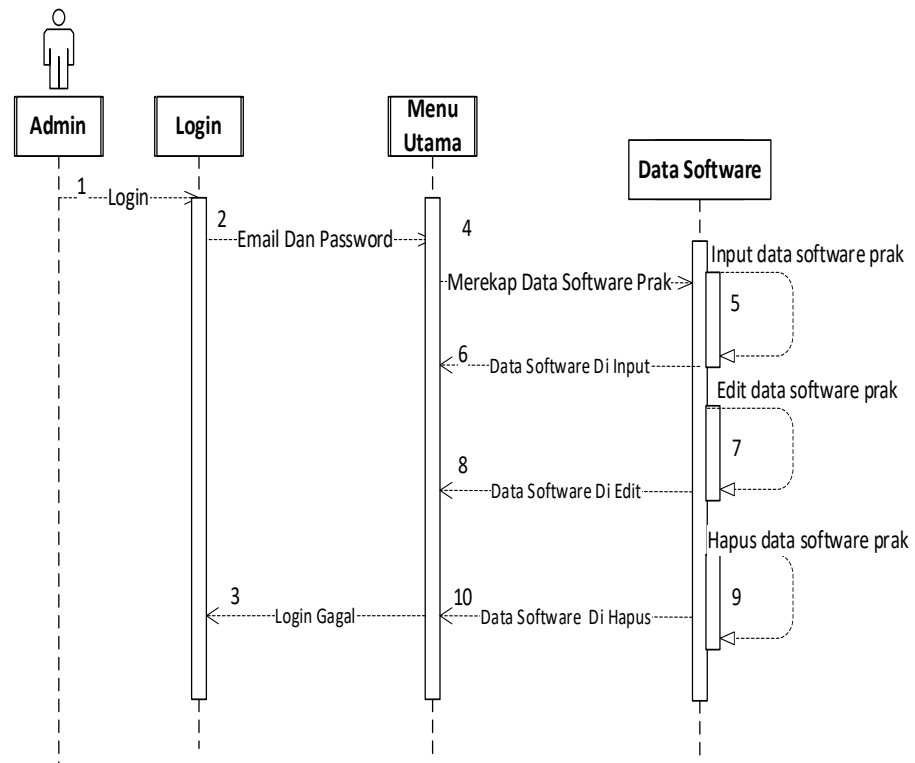 Admin
Login
Menu
Utama
Data Software
1
Login
2
Email Dan Password
4
Merekap Data Software Prak
Input data software prak
5
6
Data Software Di Input
Edit data software prak
7
8
Data Software Di Edit
Hapus data software prak
9
3
Login Gagal
10
Data Software Di Hapus